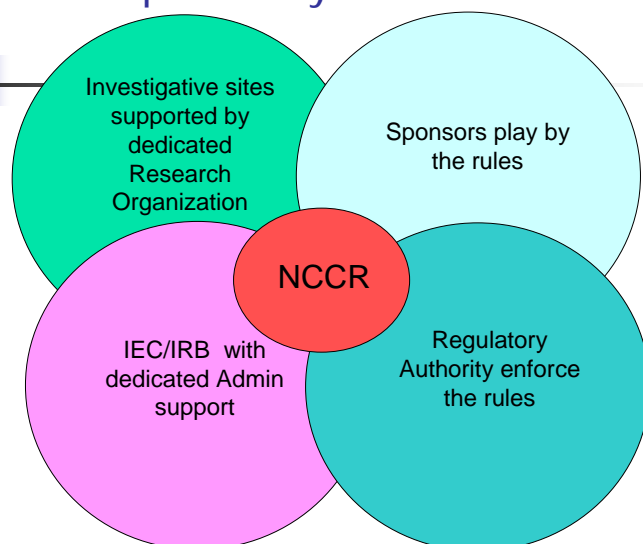 Investigative sites
supported by
dedicated
Research
Organization
Sponsors play by
the rules
NCCR
IEC/IRB with
dedicated Admin
support
Regulatory
Authority enforce
the rules